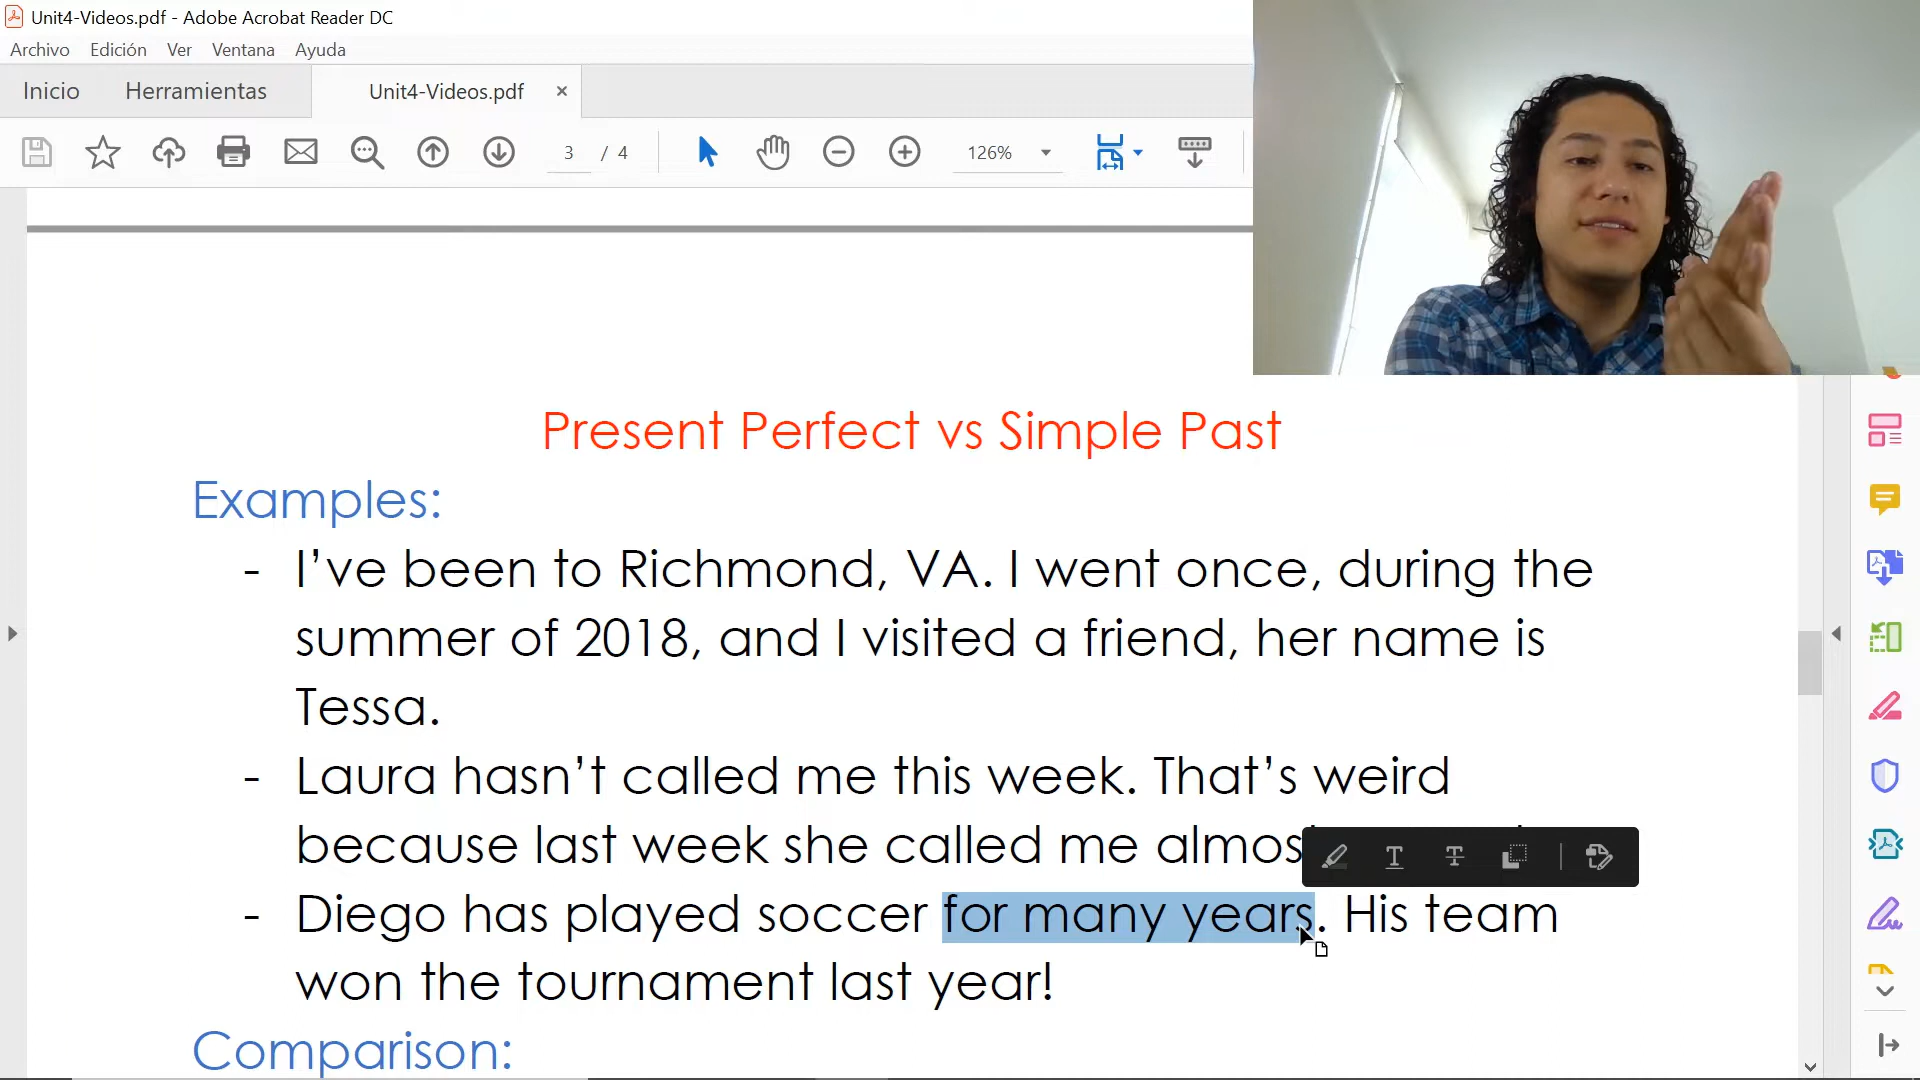 Unit4-Videos.pdf - Adobe Acrobat Reader DC
Archivo Edición Ver Ventana Ayuda
Inicio Herramientas Unit4-Videos.pdf ×
3 / 4 126%
Present Perfect vs Simple Past
Examples:
- I’ve been to Richmond, VA. I went once, during the
summer of 2018, and I visited a friend, her name is
Tessa.
- Laura hasn’t called me this week. That’s weird
because last week she called me almos
- Diego has played soccer for many years. His team
won the tournament last year!
Comparison: